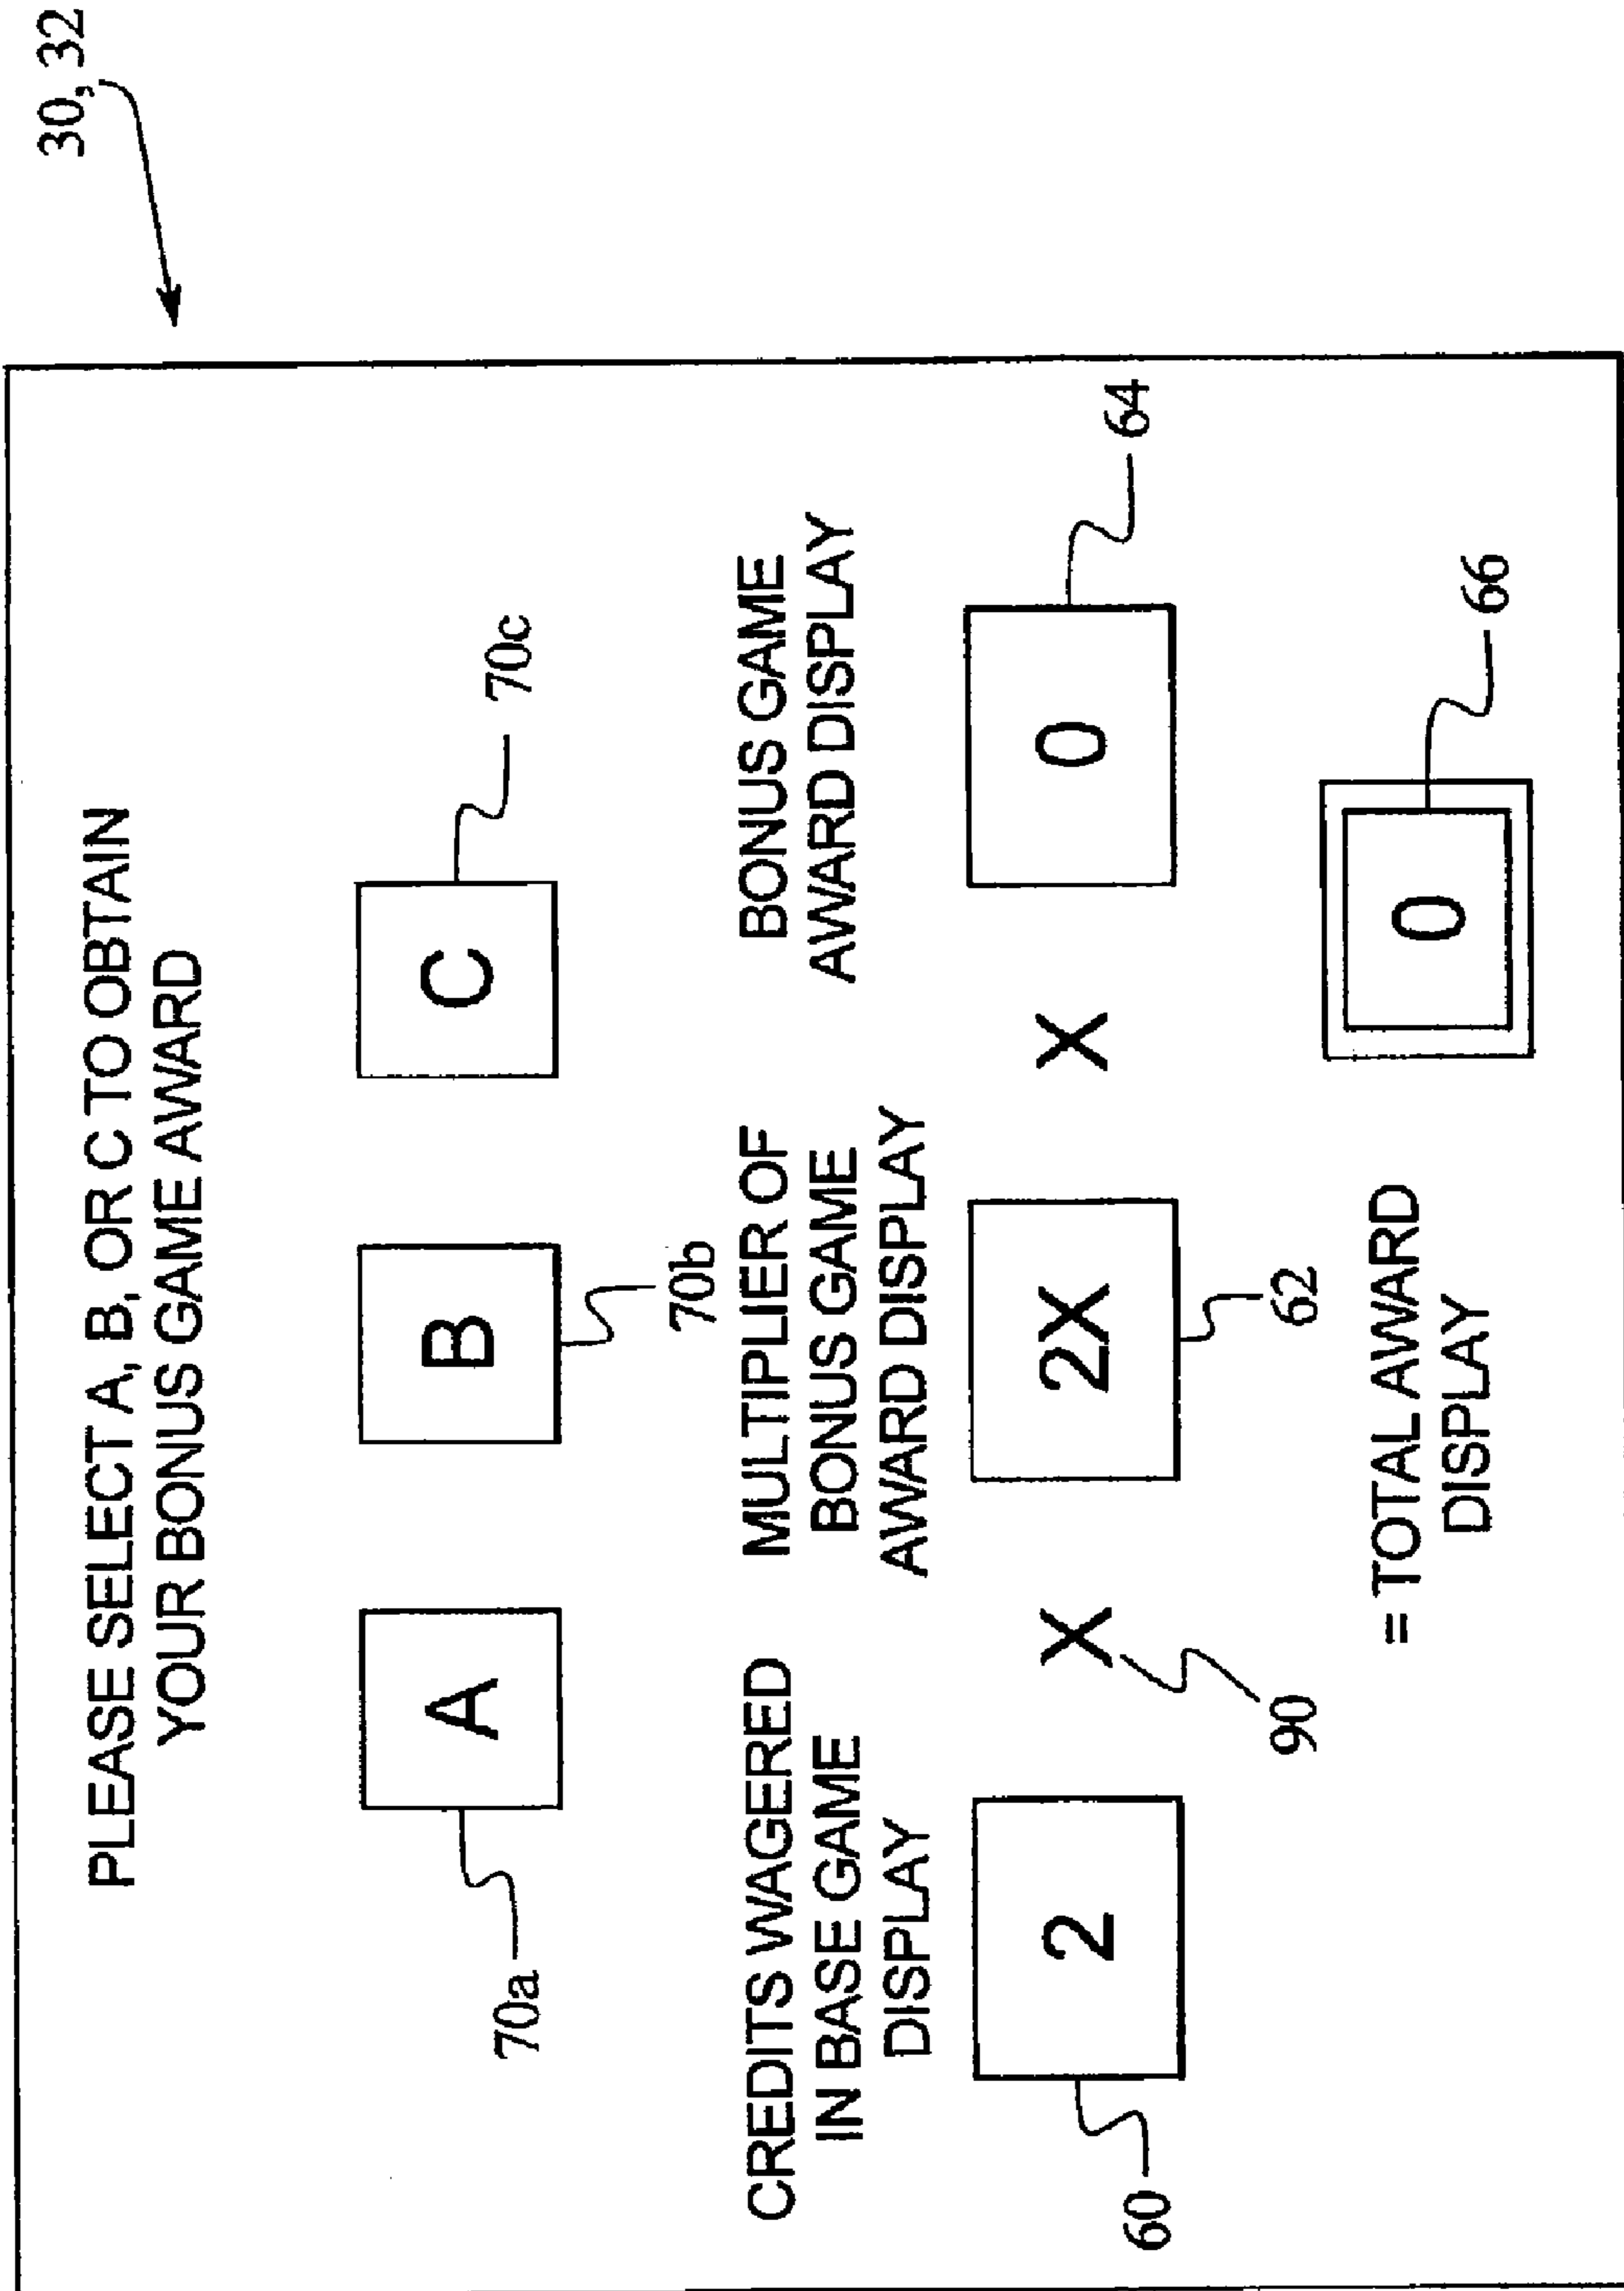 30, 32
PLEASE SELECT A, B, OR C TO OBTAIN
YOUR BONUS GAME AWARD
A
B
C
70a
70b
70c
CREDITS WAGERED
IN BASE GAME
DISPLAY
MULTIPLIER OF
BONUS GAME
AWARD DISPLAY
BONUS GAME
AWARD DISPLAY
2 X 2X X 0
60
90
62
64
= TOTAL AWARD
DISPLAY
0
66